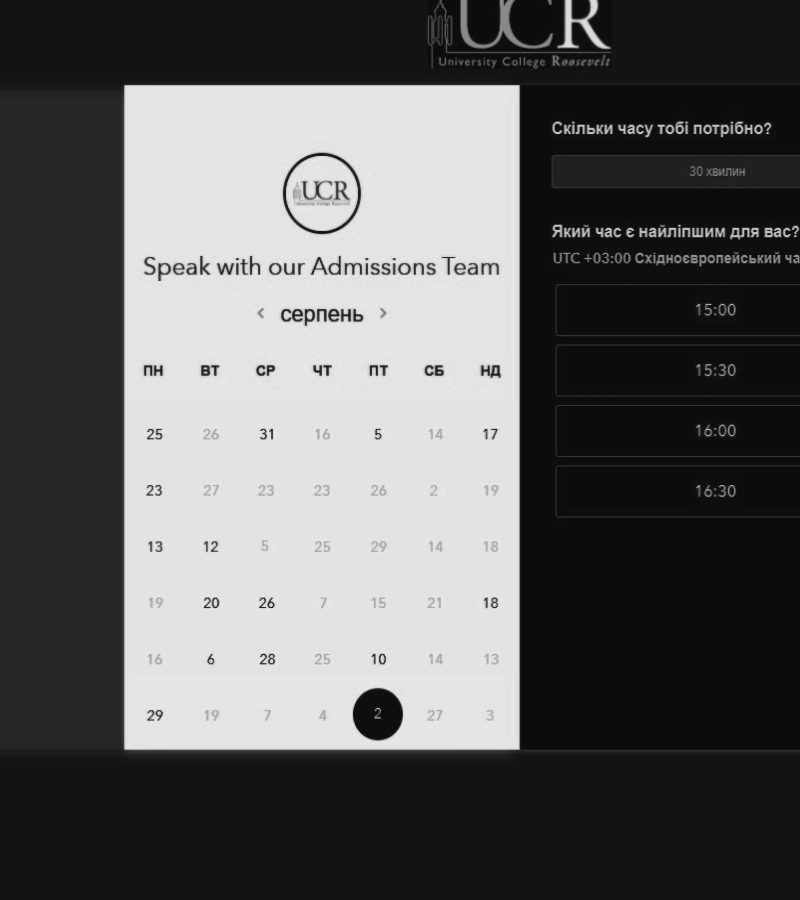 UCR
University College Roosevelt
UCR
University College Roosevelt
Speak with our Admissions Team
< серпень >
ПН ВТ СР ЧТ ПТ СБ НД
25 26 31 16 5 14 17
23 27 23 23 26 2 19
13 12 5 25 29 14 18
19 20 26 7 15 21 18
16 6 28 25 10 14 13
29 19 7 4 2 27 3
Скільки часу тобі потрібно?
30 хвилин
Який час є найліпшим для вас?
UTC +03:00 Східноєвропейський ча
15:00
15:30
16:00
16:30